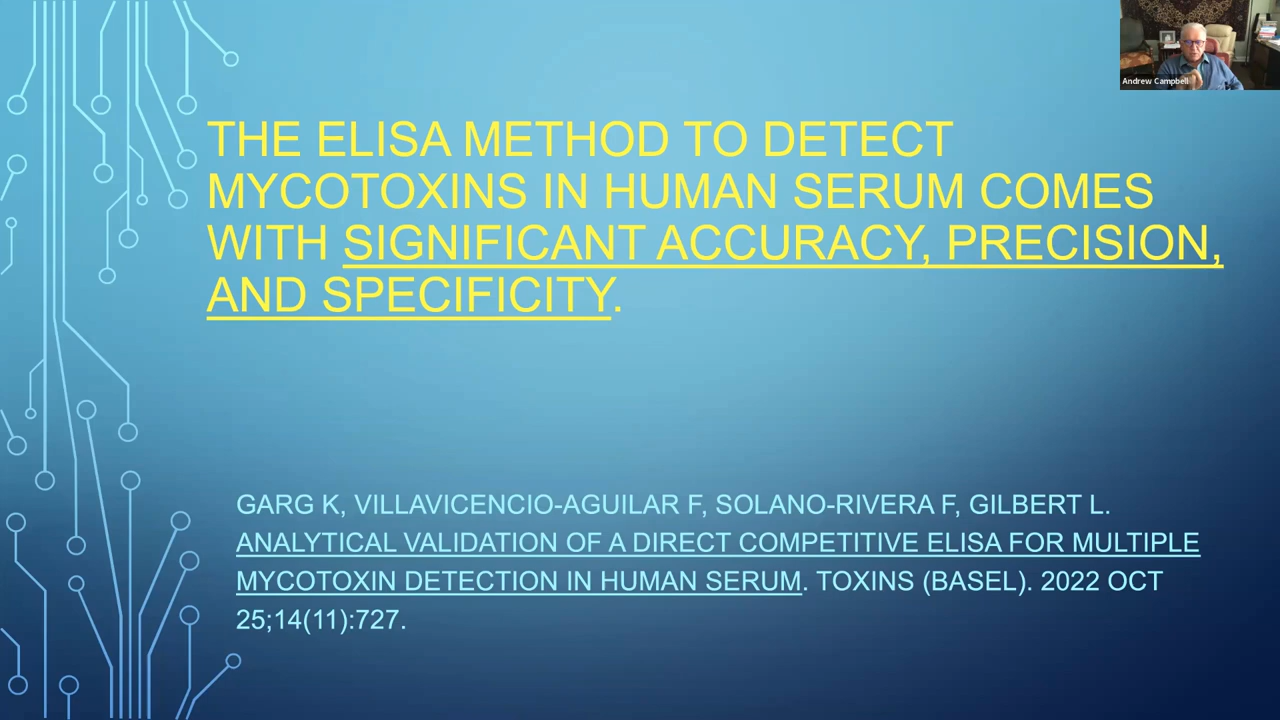 Andrew Campbell
THE ELISA METHOD TO DETECT
MYCOTOXINS IN HUMAN SERUM COMES
WITH SIGNIFICANT ACCURACY, PRECISION,
AND SPECIFICITY.
GARG K, VILLAVICENCIO-AGUILAR F, SOLANO-RIVERA F, GILBERT L.
ANALYTICAL VALIDATION OF A DIRECT COMPETITIVE ELISA FOR MULTIPLE
MYCOTOXIN DETECTION IN HUMAN SERUM. TOXINS (BASEL). 2022 OCT
25;14(11):727.